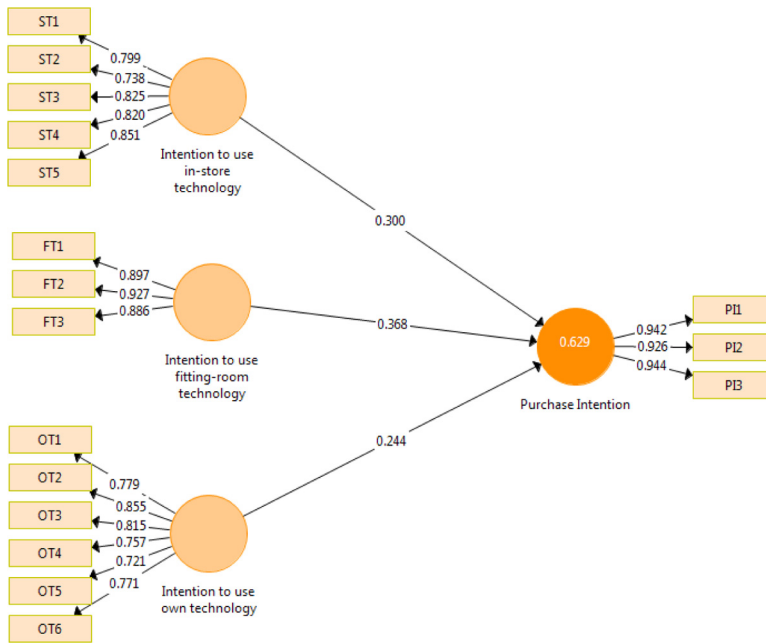 ST1
0.799
ST2
0.738
ST3
0.825
ST4
0.820
0.851
ST5
Intention to use
in-store
technology
0.300
FT1
0.897
FT2
0.927
FT3
0.886
Intention to use
fitting-room
technology
0.368
0.629
Purchase Intention
0.942
PI1
0.926
PI2
0.944
PI3
0.244
OT1
0.779
OT2
0.855
OT3
0.815
0.757
OT4
0.721
OT5
0.771
OT6
Intention to use
own technology